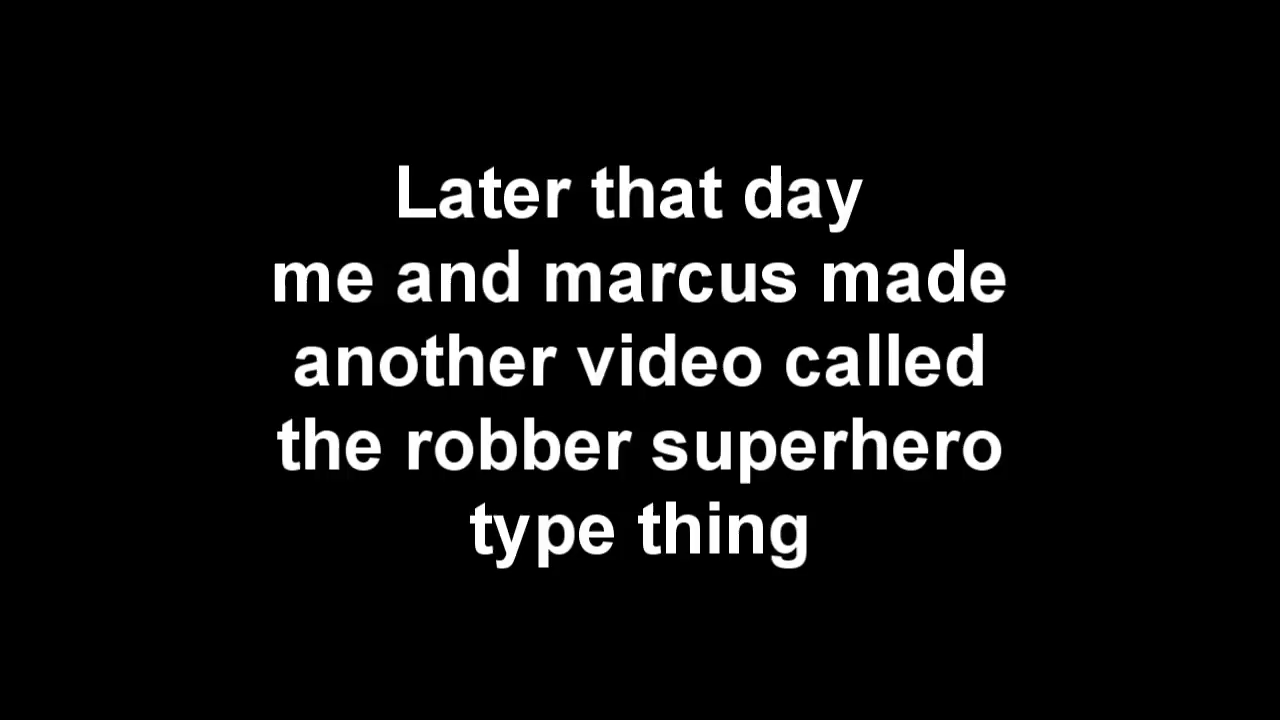 Later that day
me and marcus made
another video called
the robber superhero
type thing